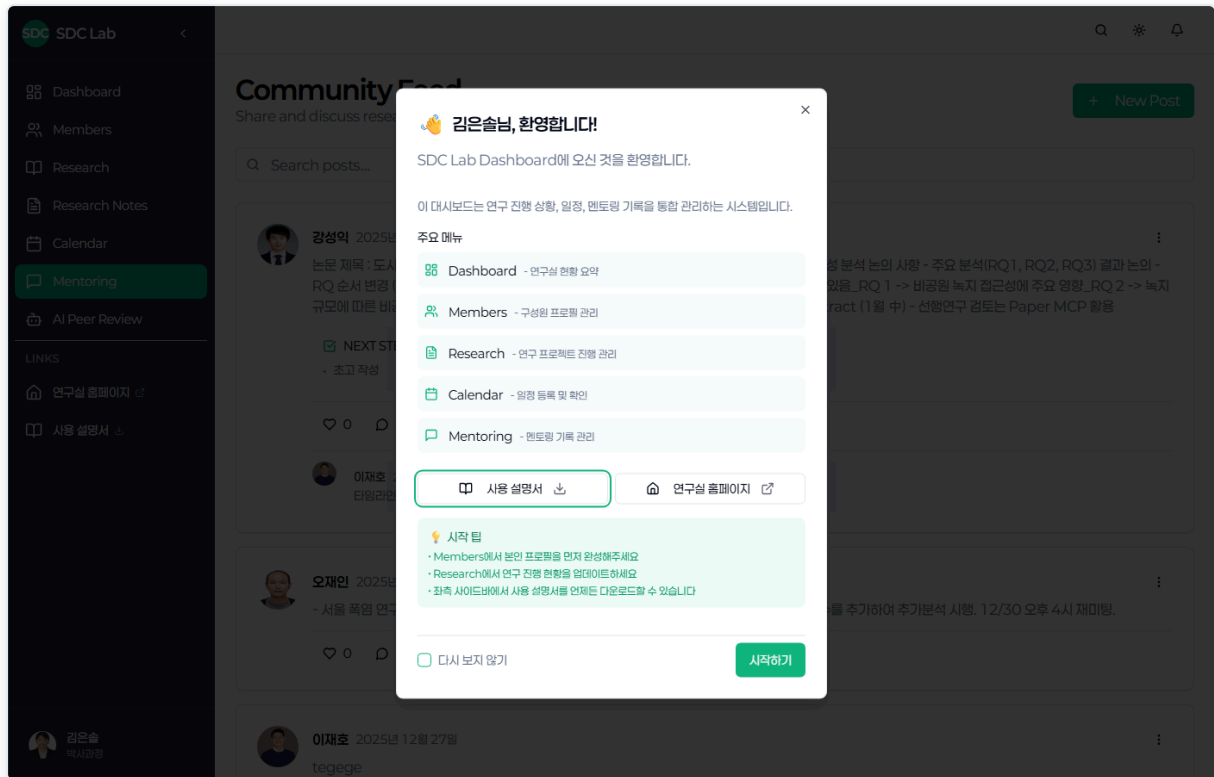 SDC SDC Lab
Dashboard
Members
Research
Research Notes
Calendar
Mentoring
AI Peer Review
LINKS
연구실 홈페이지
사용 설명서
김은솔
박사과정
Community Feed
Share and discuss rese
+ New Post
Search posts...
강성익 2025년
논문 제목 : 도시
성 분석 논의 사항 - 주요 분석(RQ1, RQ2, RQ3) 결과 논의 -
RQ 순서 변경 (
있음_RQ 1 -> 비공원 녹지 접근성에 주요 영향_RQ 2 -> 녹지
규모에 따른 비
ract (1월 中) - 선행연구 검토는 Paper MCP 활용
NEXT STE
· 초고 작성
0
이재호
타임라인
오재인 2025년
- 서울 폭염 연구
를 추가하여 추가분석 시행. 12/30 오후 4시 재미팅.
0
이재호 2025년 12월 27일
tegege
👋 김은솔님, 환영합니다!
SDC Lab Dashboard에 오신 것을 환영합니다.
이 대시보드는 연구 진행 상황, 일정, 멘토링 기록을 통합 관리하는 시스템입니다.
주요 메뉴
Dashboard - 연구실 현황 요약
Members - 구성원 프로필 관리
Research - 연구 프로젝트 진행 관리
Calendar - 일정 등록 및 확인
Mentoring - 멘토링 기록 관리
사용 설명서
연구실 홈페이지
💡 시작 팁
· Members에서 본인 프로필을 먼저 완성해주세요
· Research에서 연구 진행 현황을 업데이트하세요
· 좌측 사이드바에서 사용 설명서를 언제든 다운로드할 수 있습니다
다시 보지 않기
시작하기